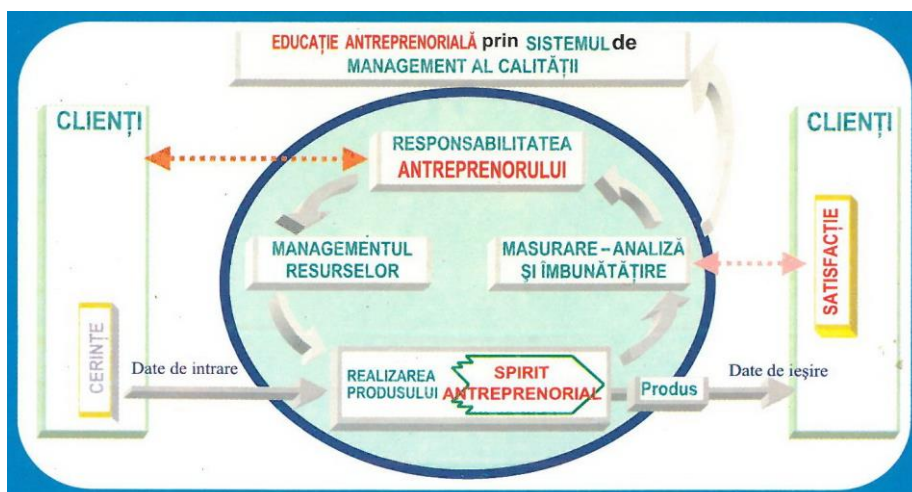 EDUCAȚIE ANTREPRENORIALĂ prin SISTEMUL de
MANAGEMENT AL CALITĂȚII
CLIENȚI
CLIENȚI
RESPONSABILITATEA
ANTREPRENORULUI
MANAGEMENTUL
RESURSELOR
MASURARE – ANALIZĂ
ȘI ÎMBUNĂTĂȚIRE
SATISFACȚIE
CERINȚE
Date de intrare
REALIZAREA
PRODUSULUI
SPIRIT
ANTREPRENORIAL
Produs
Date de ieșire